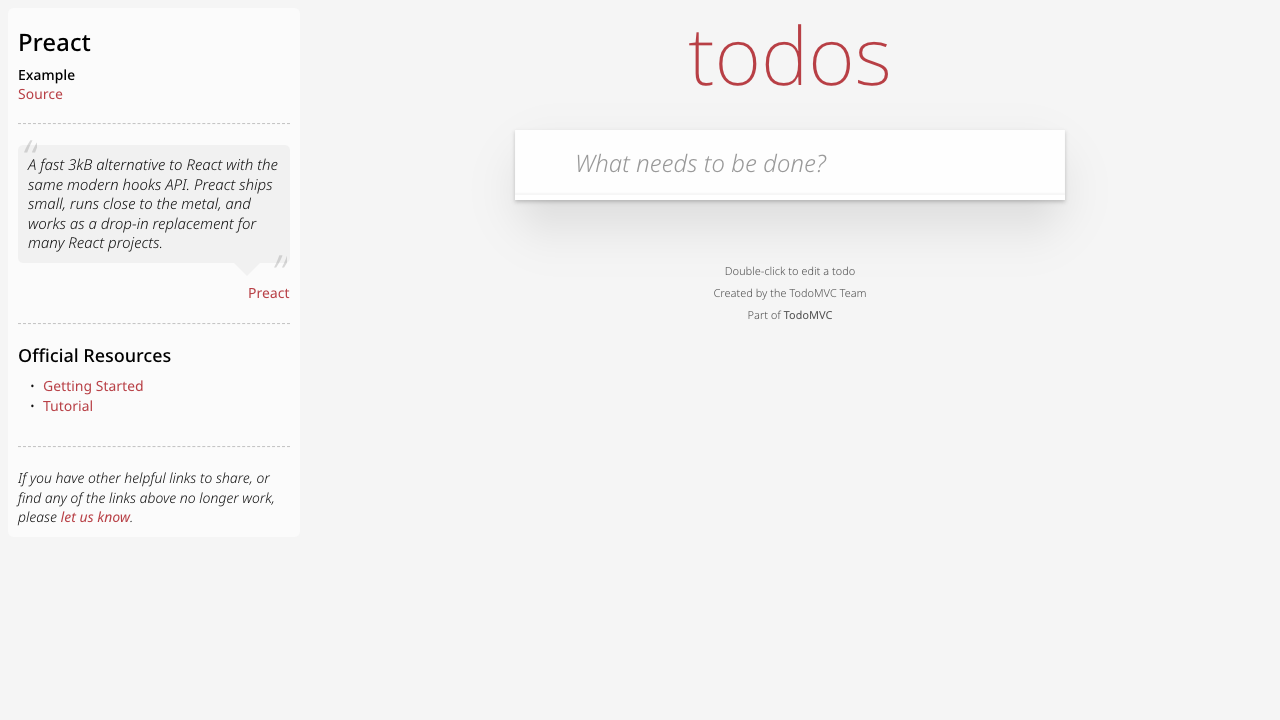 Preact
Example
Source
A fast 3kB alternative to React with the
same modern hooks API. Preact ships
small, runs close to the metal, and
works as a drop-in replacement for
many React projects.
Preact
Official Resources
Getting Started
Tutorial
If you have other helpful links to share, or
find any of the links above no longer work,
please let us know.
todos
What needs to be done?
Double-click to edit a todo
Created by the TodoMVC Team
Part of TodoMVC